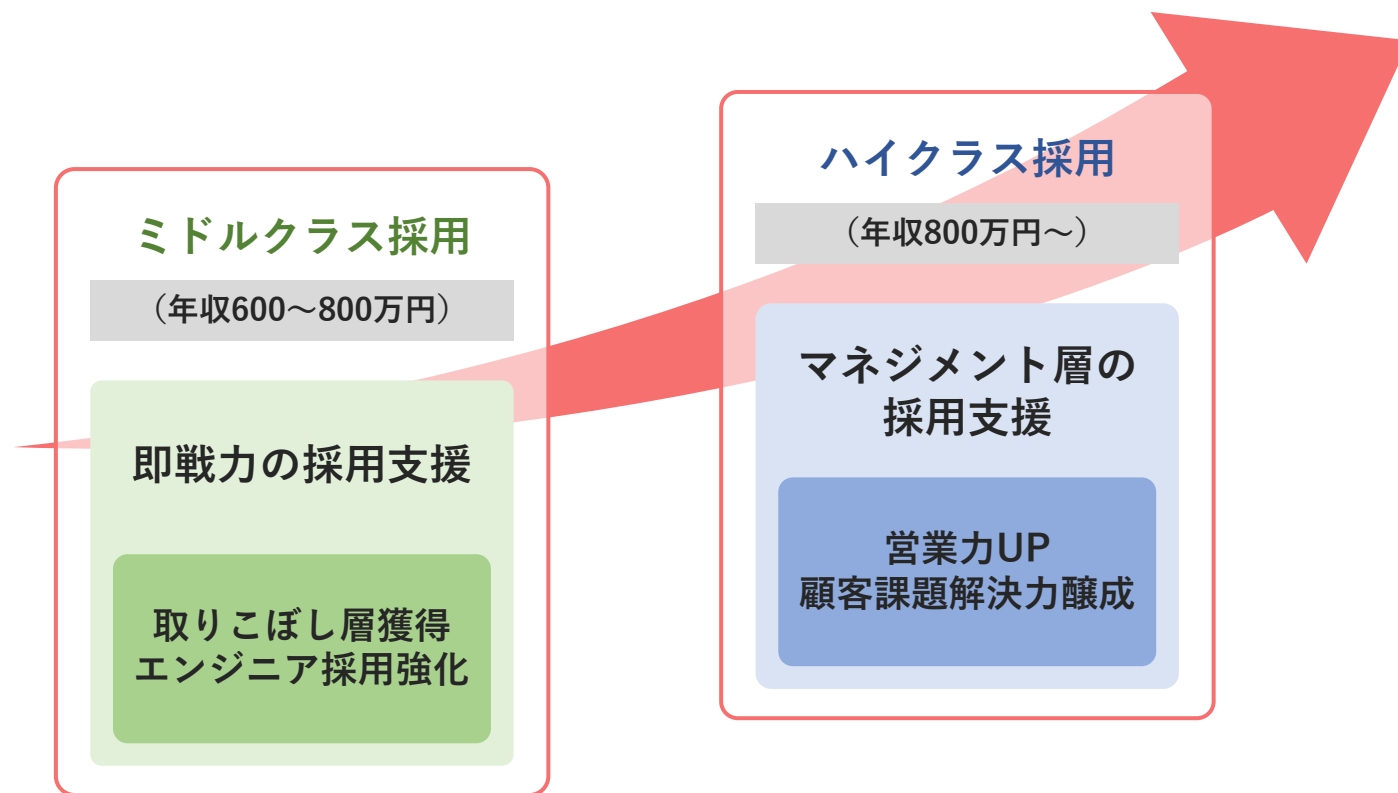 ミドルクラス採用
（年収600～800万円）
即戦力の採用支援
取りこぼし層獲得
エンジニア採用強化
ハイクラス採用
（年収800万円～）
マネジメント層の
採用支援
営業力UP
顧客課題解決力醸成